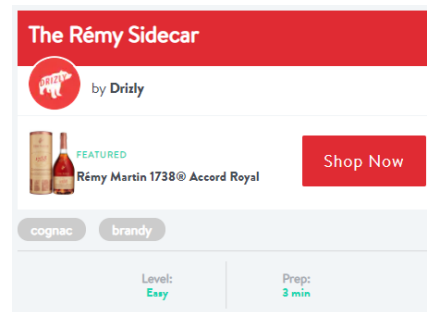 The Rémy Sidecar
DRIZLY
by Drizly
FEATURED
Rémy Martin 1738® Accord Royal
Shop Now
cognac
brandy
Level:
Easy
Prep:
3 min